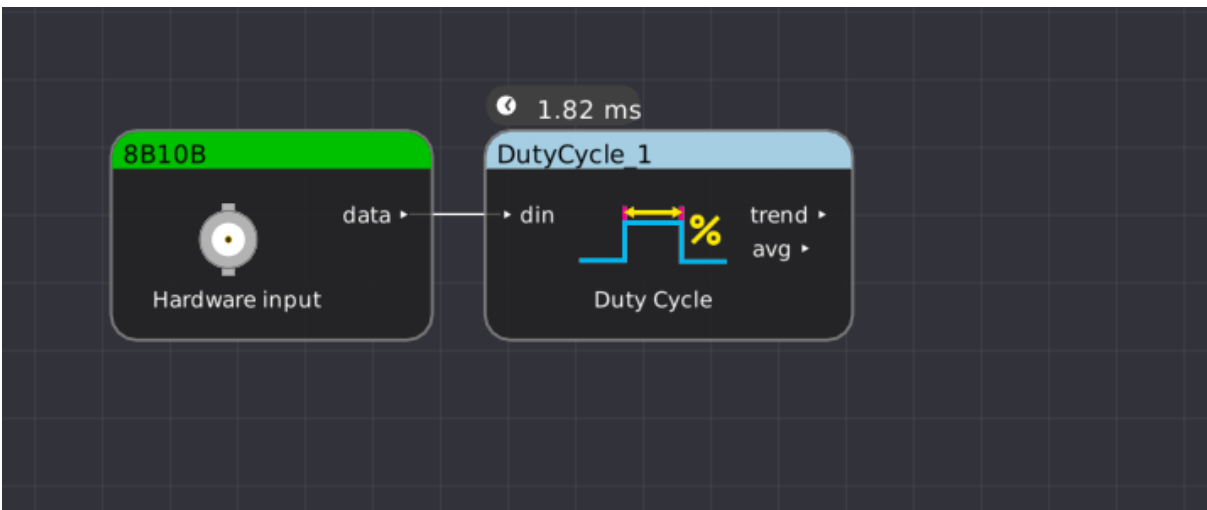 1.82 ms
8B10B
DutyCycle_1
data
din
%
trend
avg
Hardware input
Duty Cycle